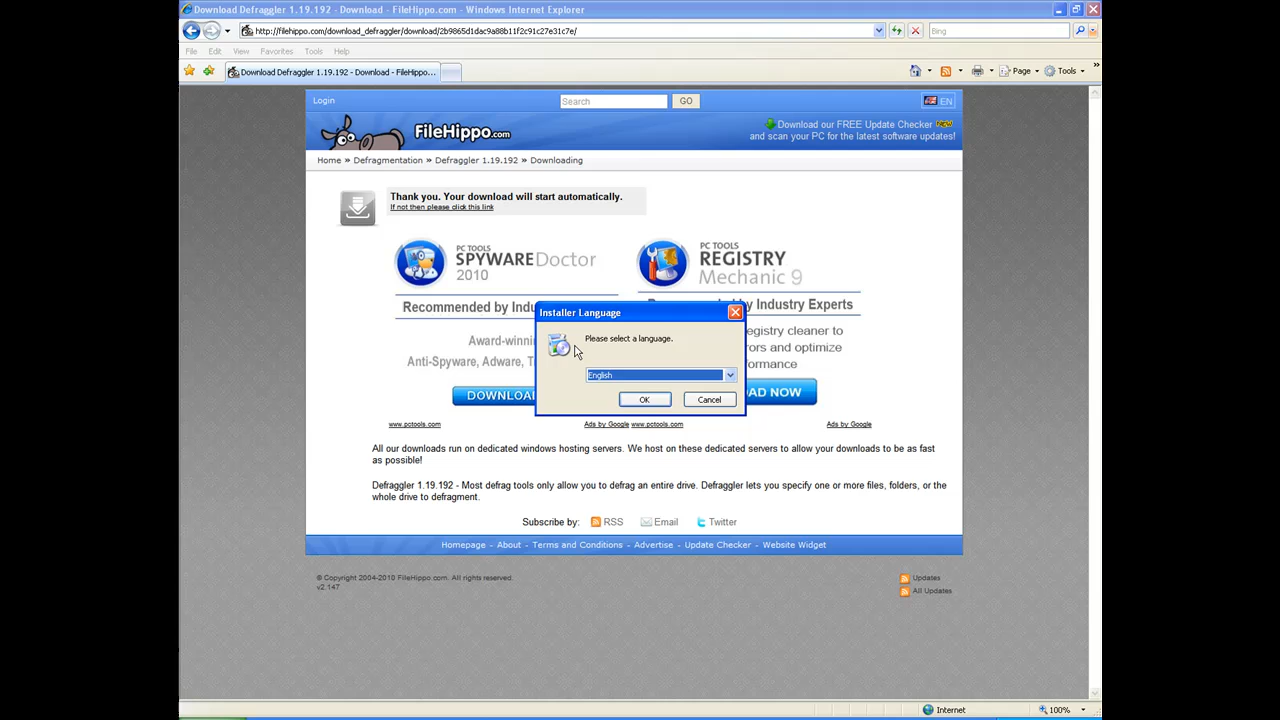 Download Defraggler 1.19.192 - Download - FileHippo.com - Windows Internet Explorer
http://filehippo.com/download_defraggler/download/2b9865d1dac9a88b11f2c91c27e31c7e/
Bing
File Edit View Favorites Tools Help
Download Defraggler 1.19.192 - Download - FileHippo....
Page Tools
Login
Search
GO
EN
FileHippo.com
Download our FREE Update Checker NEW
and scan your PC for the latest software updates!
Home » Defragmentation » Defraggler 1.19.192 » Downloading
Thank you. Your download will start automatically.
If not then please click this link
PC TOOLS
SPYWARE Doctor
2010
PC TOOLS
REGISTRY
Mechanic 9
Recommended by Indu
by Industry Experts
Installer Language
Please select a language.
English
OK
Cancel
Award-winni
Anti-Spyware, Adware, T
egistry cleaner to
rors and optimize
formance
DOWNLOA
AD NOW
www.pctools.com
Ads by Google
www.pctools.com
Ads by Google
All our downloads run on dedicated windows hosting servers. We host on these dedicated servers to allow your downloads to be as fast
as possible!
Defraggler 1.19.192 - Most defrag tools only allow you to defrag an entire drive. Defraggler lets you specify one or more files, folders, or the
whole drive to defragment.
Subscribe by: RSS Email Twitter
Homepage - About - Terms and Conditions - Advertise - Update Checker - Website Widget
© Copyright 2004-2010 FileHippo.com. All rights reserved.
v2.147
Updates
All Updates
Internet
100%